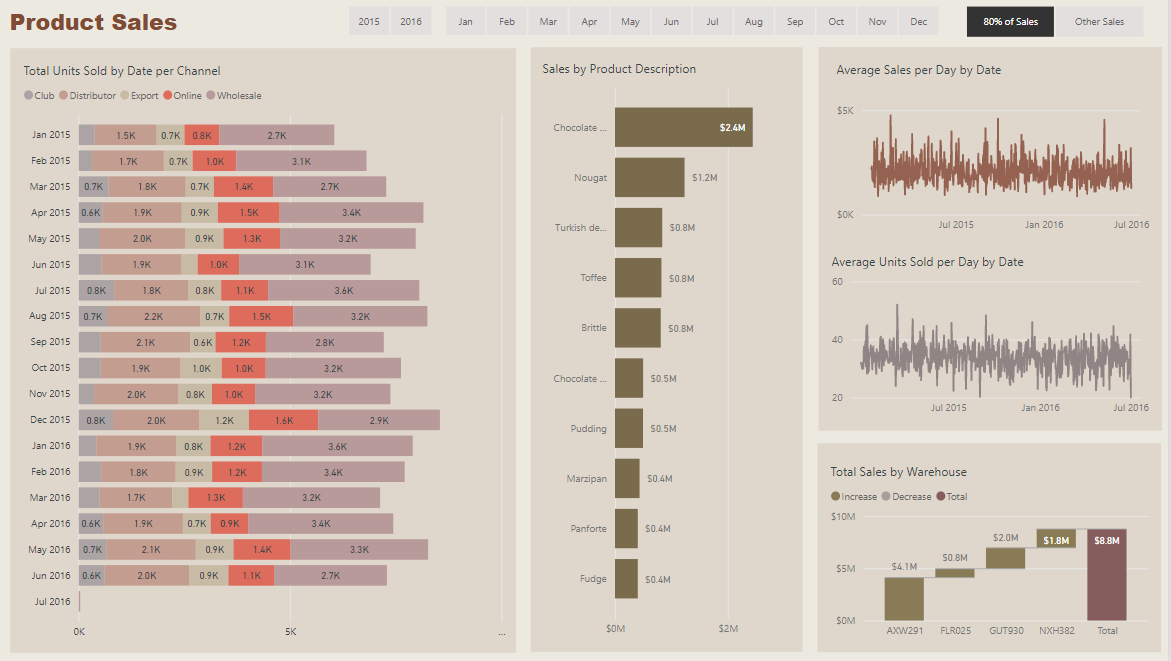 Product Sales
2015 2016 Jan Feb Mar Apr May Jun Jul Aug Sep Oct Nov Dec 80% of Sales Other Sales
Total Units Sold by Date per Channel
Club Distributor Export Online Wholesale
Jan 2015 1.5K 0.7K 0.8K 2.7K
Feb 2015 1.7K 0.7K 1.0K 3.1K
Mar 2015 0.7K 1.8K 0.7K 1.4K 2.7K
Apr 2015 0.6K 1.9K 0.9K 1.5K 3.4K
May 2015 2.0K 0.9K 1.3K 3.2K
Jun 2015 1.9K 1.0K 3.1K
Jul 2015 0.8K 1.8K 0.8K 1.1K 3.6K
Aug 2015 0.7K 2.2K 0.7K 1.5K 3.2K
Sep 2015 2.1K 0.6K 1.2K 2.8K
Oct 2015 1.9K 1.0K 1.0K 3.2K
Nov 2015 2.0K 0.8K 1.0K 3.2K
Dec 2015 0.8K 2.0K 1.2K 1.6K 2.9K
Jan 2016 1.9K 0.8K 1.2K 3.6K
Feb 2016 1.8K 0.9K 1.2K 3.4K
Mar 2016 1.7K 1.3K 3.2K
Apr 2016 0.6K 1.9K 0.7K 0.9K 3.4K
May 2016 0.7K 2.1K 0.9K 1.4K 3.3K
Jun 2016 0.6K 2.0K 0.9K 1.1K 2.7K
Jul 2016
0K 5K ...
Sales by Product Description
Chocolate ... $2.4M
Nougat $1.2M
Turkish de... $0.8M
Toffee $0.8M
Brittle $0.8M
Chocolate ... $0.5M
Pudding $0.5M
Marzipan $0.4M
Panforte $0.4M
Fudge $0.4M
$0M $2M
Average Sales per Day by Date
$5K
$0K
Jul 2015 Jan 2016 Jul 2016
Average Units Sold per Day by Date
60
40
20
Jul 2015 Jan 2016 Jul 2016
Total Sales by Warehouse
Increase Decrease Total
$10M
$5M
$0M
$4.1M $0.8M $2.0M $1.8M $8.8M
AXW291 FLR025 GUT930 NXH382 Total